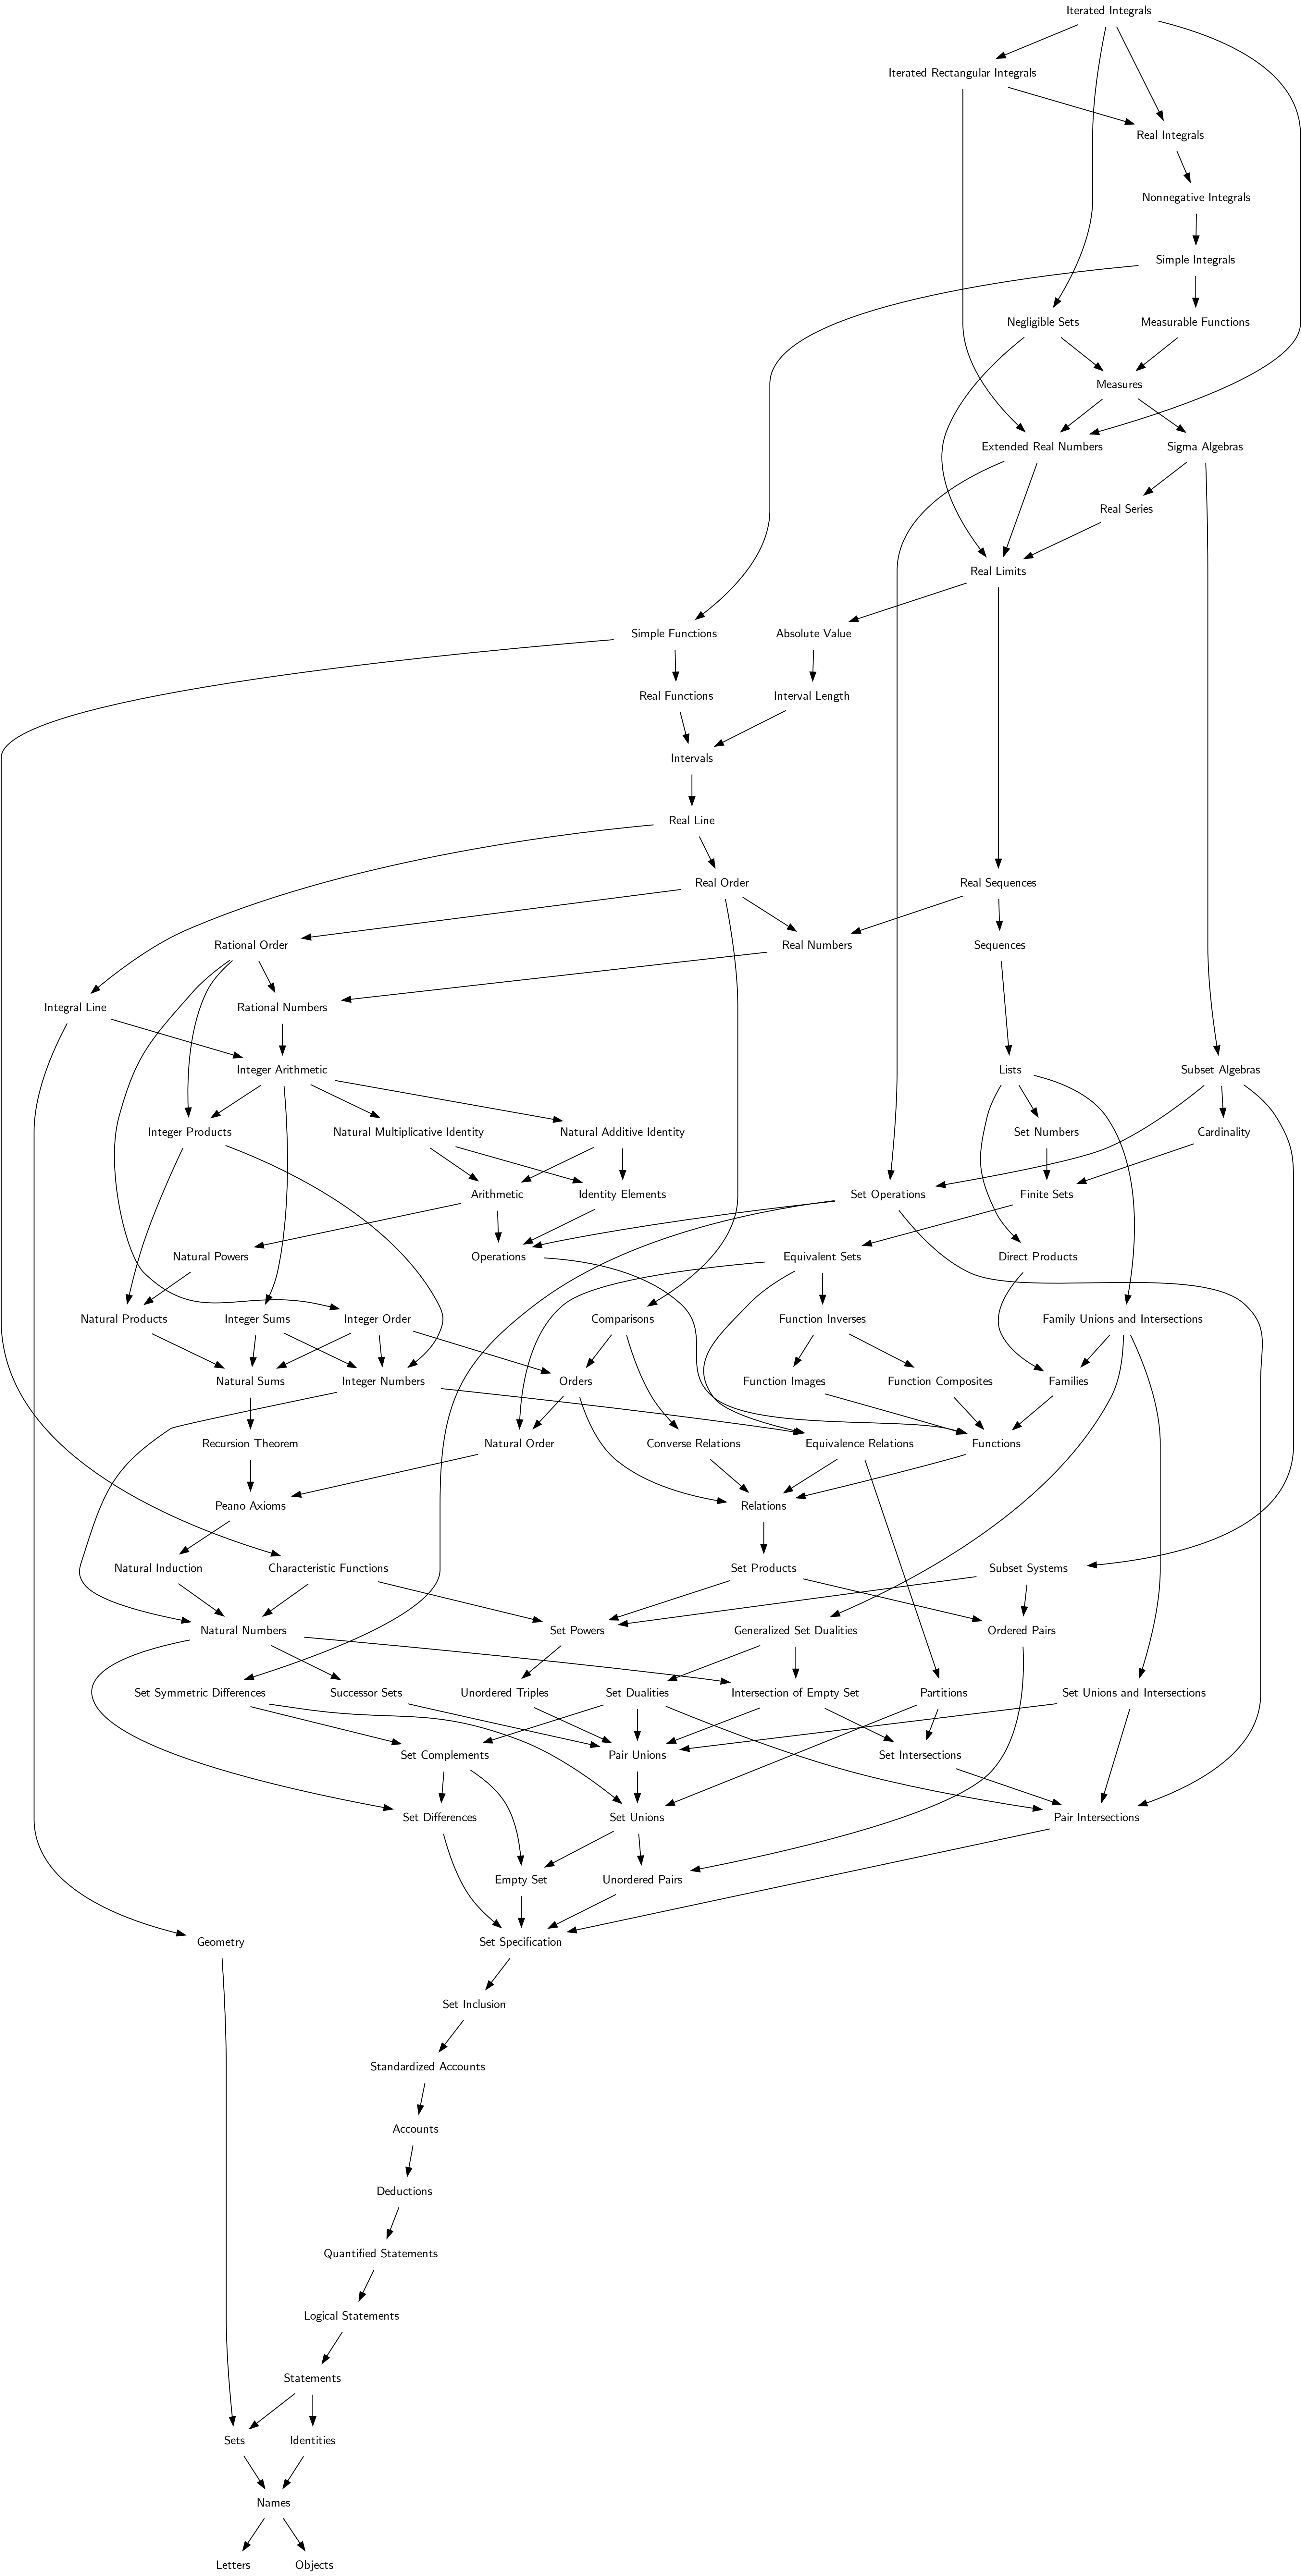 Iterated Integrals
Iterated Rectangular Integrals
Real Integrals
Nonnegative Integrals
Simple Integrals
Negligible Sets
Measurable Functions
Measures
Extended Real Numbers
Sigma Algebras
Real Series
Real Limits
Simple Functions
Absolute Value
Real Functions
Interval Length
Intervals
Real Line
Real Order
Real Sequences
Rational Order
Real Numbers
Sequences
Integral Line
Rational Numbers
Integer Arithmetic
Lists
Subset Algebras
Integer Products
Natural Multiplicative Identity
Natural Additive Identity
Set Numbers
Cardinality
Arithmetic
Identity Elements
Set Operations
Finite Sets
Natural Powers
Operations
Equivalent Sets
Direct Products
Natural Products
Integer Sums
Integer Order
Comparisons
Function Inverses
Family Unions and Intersections
Natural Sums
Integer Numbers
Orders
Function Images
Function Composites
Families
Recursion Theorem
Natural Order
Converse Relations
Equivalence Relations
Functions
Peano Axioms
Relations
Natural Induction
Characteristic Functions
Set Products
Subset Systems
Natural Numbers
Set Powers
Generalized Set Dualities
Ordered Pairs
Set Symmetric Differences
Successor Sets
Unordered Triples
Set Dualities
Intersection of Empty Set
Partitions
Set Unions and Intersections
Set Complements
Pair Unions
Set Intersections
Set Differences
Set Unions
Pair Intersections
Empty Set
Unordered Pairs
Geometry
Set Specification
Set Inclusion
Standardized Accounts
Accounts
Deductions
Quantified Statements
Logical Statements
Statements
Sets
Identities
Names
Letters
Objects